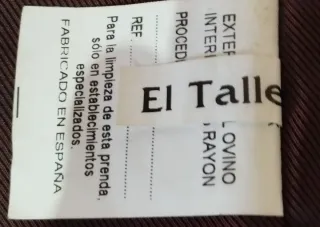 EXTER
INTERI
PROCED
OVINO
RAYON
REF
Para la limpieza de esta prenda,
sólo en establecimientos
especializados.
FABRICADO EN ESPAÑA
El Talle